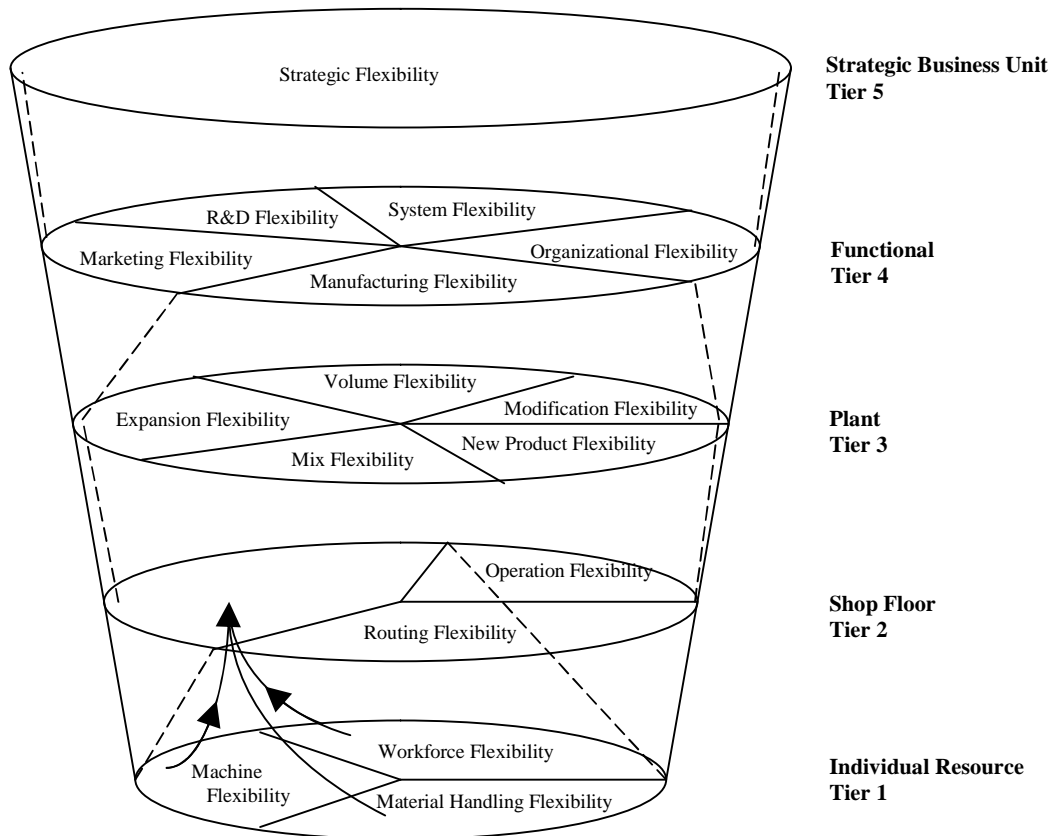 Strategic Flexibility
Strategic Business Unit
Tier 5
R&D Flexibility
System Flexibility
Marketing Flexibility
Organizational Flexibility
Manufacturing Flexibility
Functional
Tier 4
Volume Flexibility
Expansion Flexibility
Modification Flexibility
Mix Flexibility
New Product Flexibility
Plant
Tier 3
Operation Flexibility
Routing Flexibility
Shop Floor
Tier 2
Workforce Flexibility
Machine
Flexibility
Material Handling Flexibility
Individual Resource
Tier 1